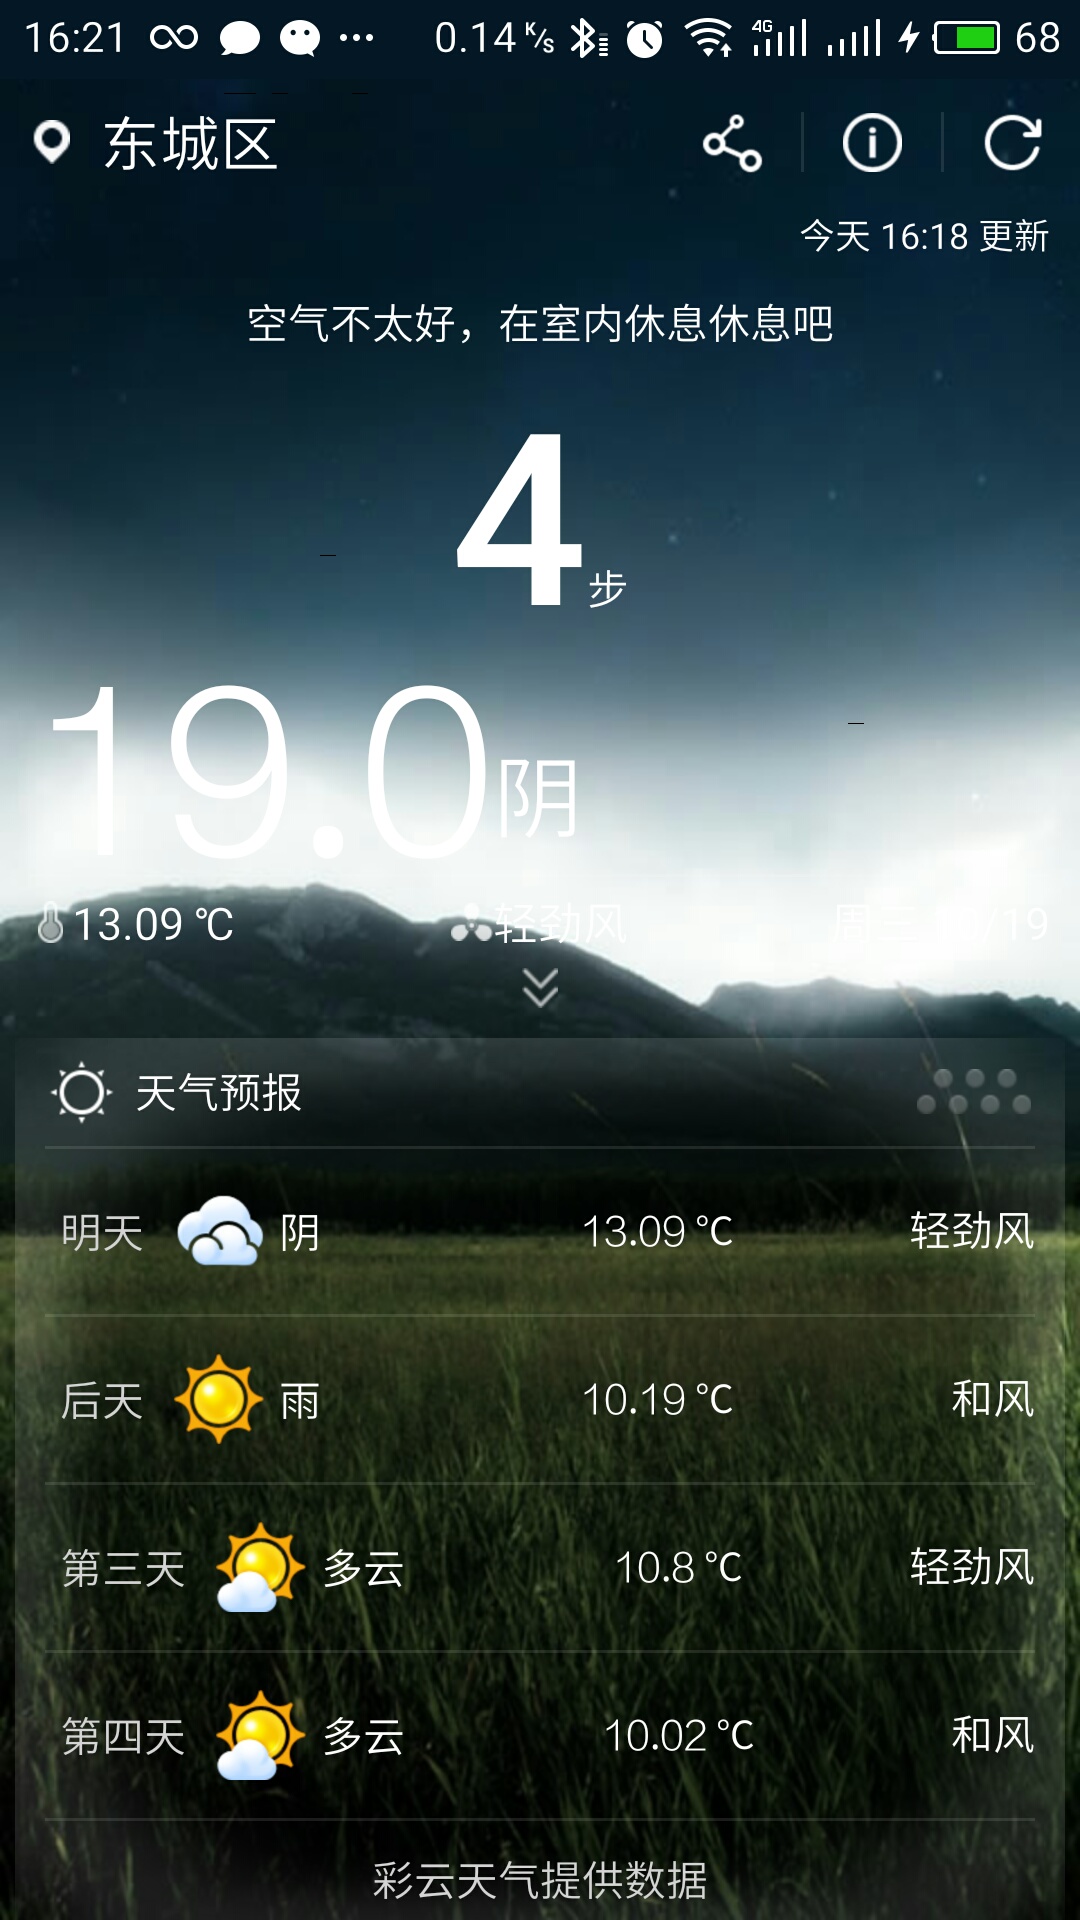 16:21 0.14 K/s 4G 68
东城区
今天 16:18 更新
空气不太好，在室内休息休息吧
4步
19.0阴
13.09 ℃ 轻劲风 周 /19
天气预报
明天 阴 13.09 ℃ 轻劲风
后天 雨 10.19 ℃ 和风
第三天 多云 10.8 ℃ 轻劲风
第四天 多云 10.02 ℃ 和风
彩云天气提供数据